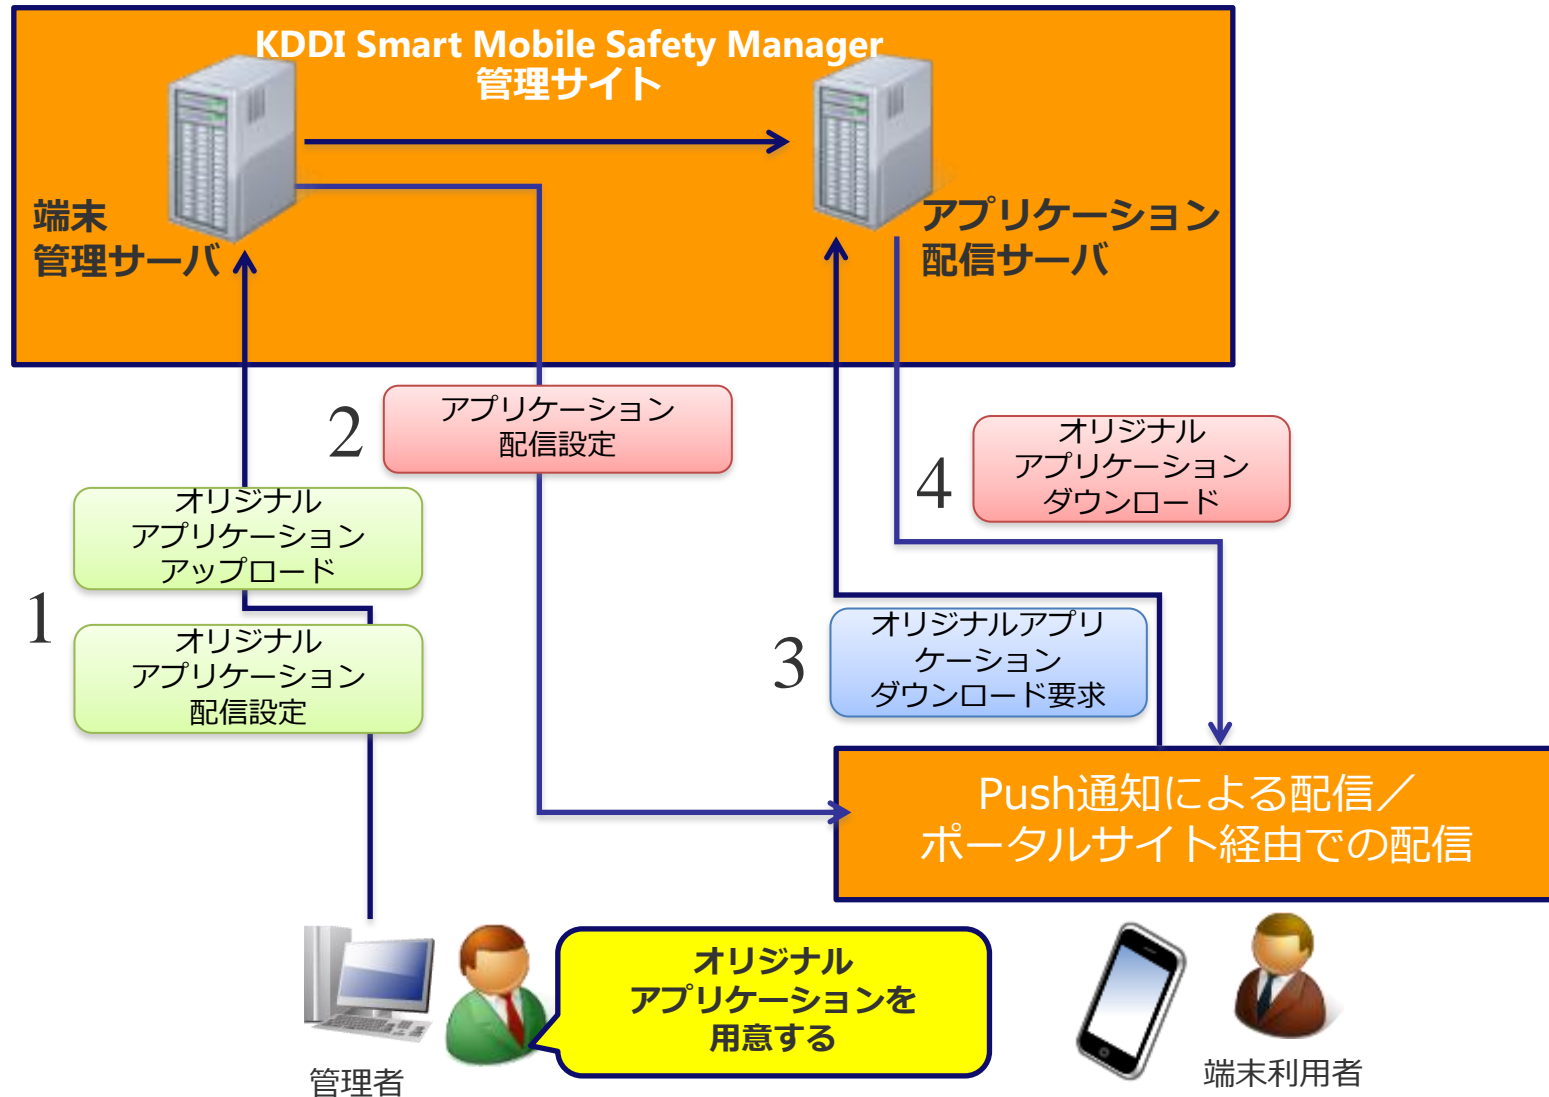 KDDI Smart Mobile Safety Manager
管理サイト
端末
管理サーバ
アプリケーション
配信サーバ
1
オリジナル
アプリケーション
アップロード
オリジナル
アプリケーション
配信設定
2
アプリケーション
配信設定
3
オリジナルアプリ
ケーション
ダウンロード要求
4
オリジナル
アプリケーション
ダウンロード
Push通知による配信／
ポータルサイト経由での配信
オリジナル
アプリケーションを
用意する
管理者
端末利用者